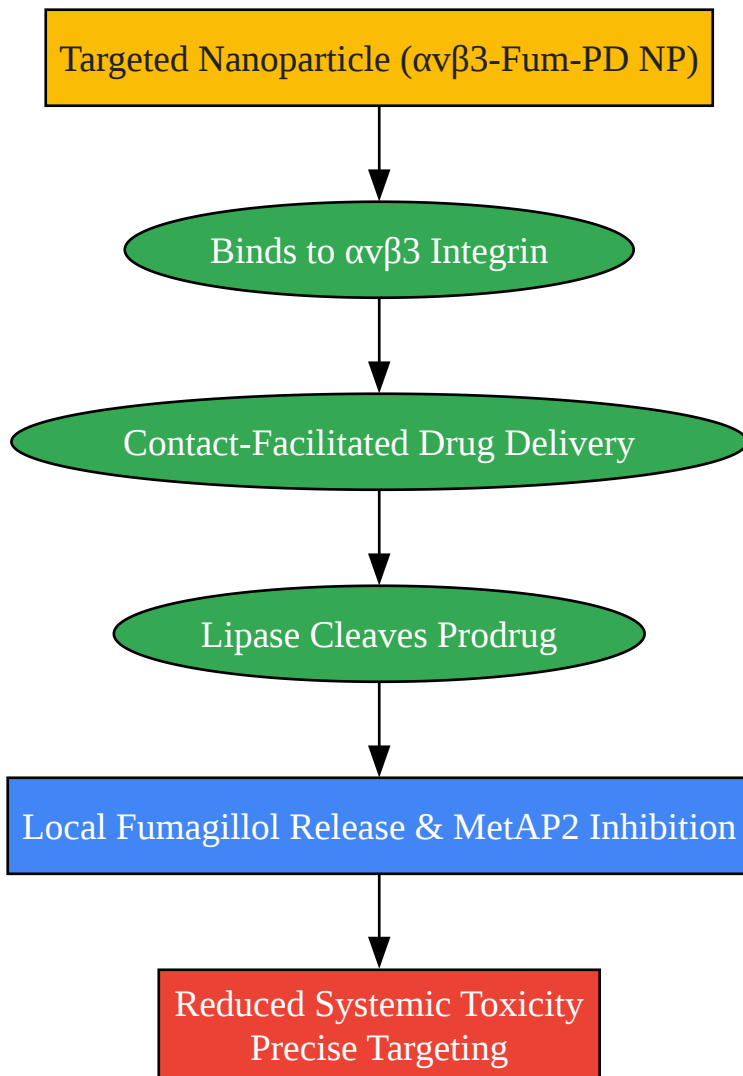 Targeted Nanoparticle (αvβ3-Fum-PD NP)
Binds to αvβ3 Integrin
Contact-Facilitated Drug Delivery
Lipase Cleaves Prodrug
Local Fumagillol Release & MetAP2 Inhibition
Reduced Systemic Toxicity
Precise Targeting